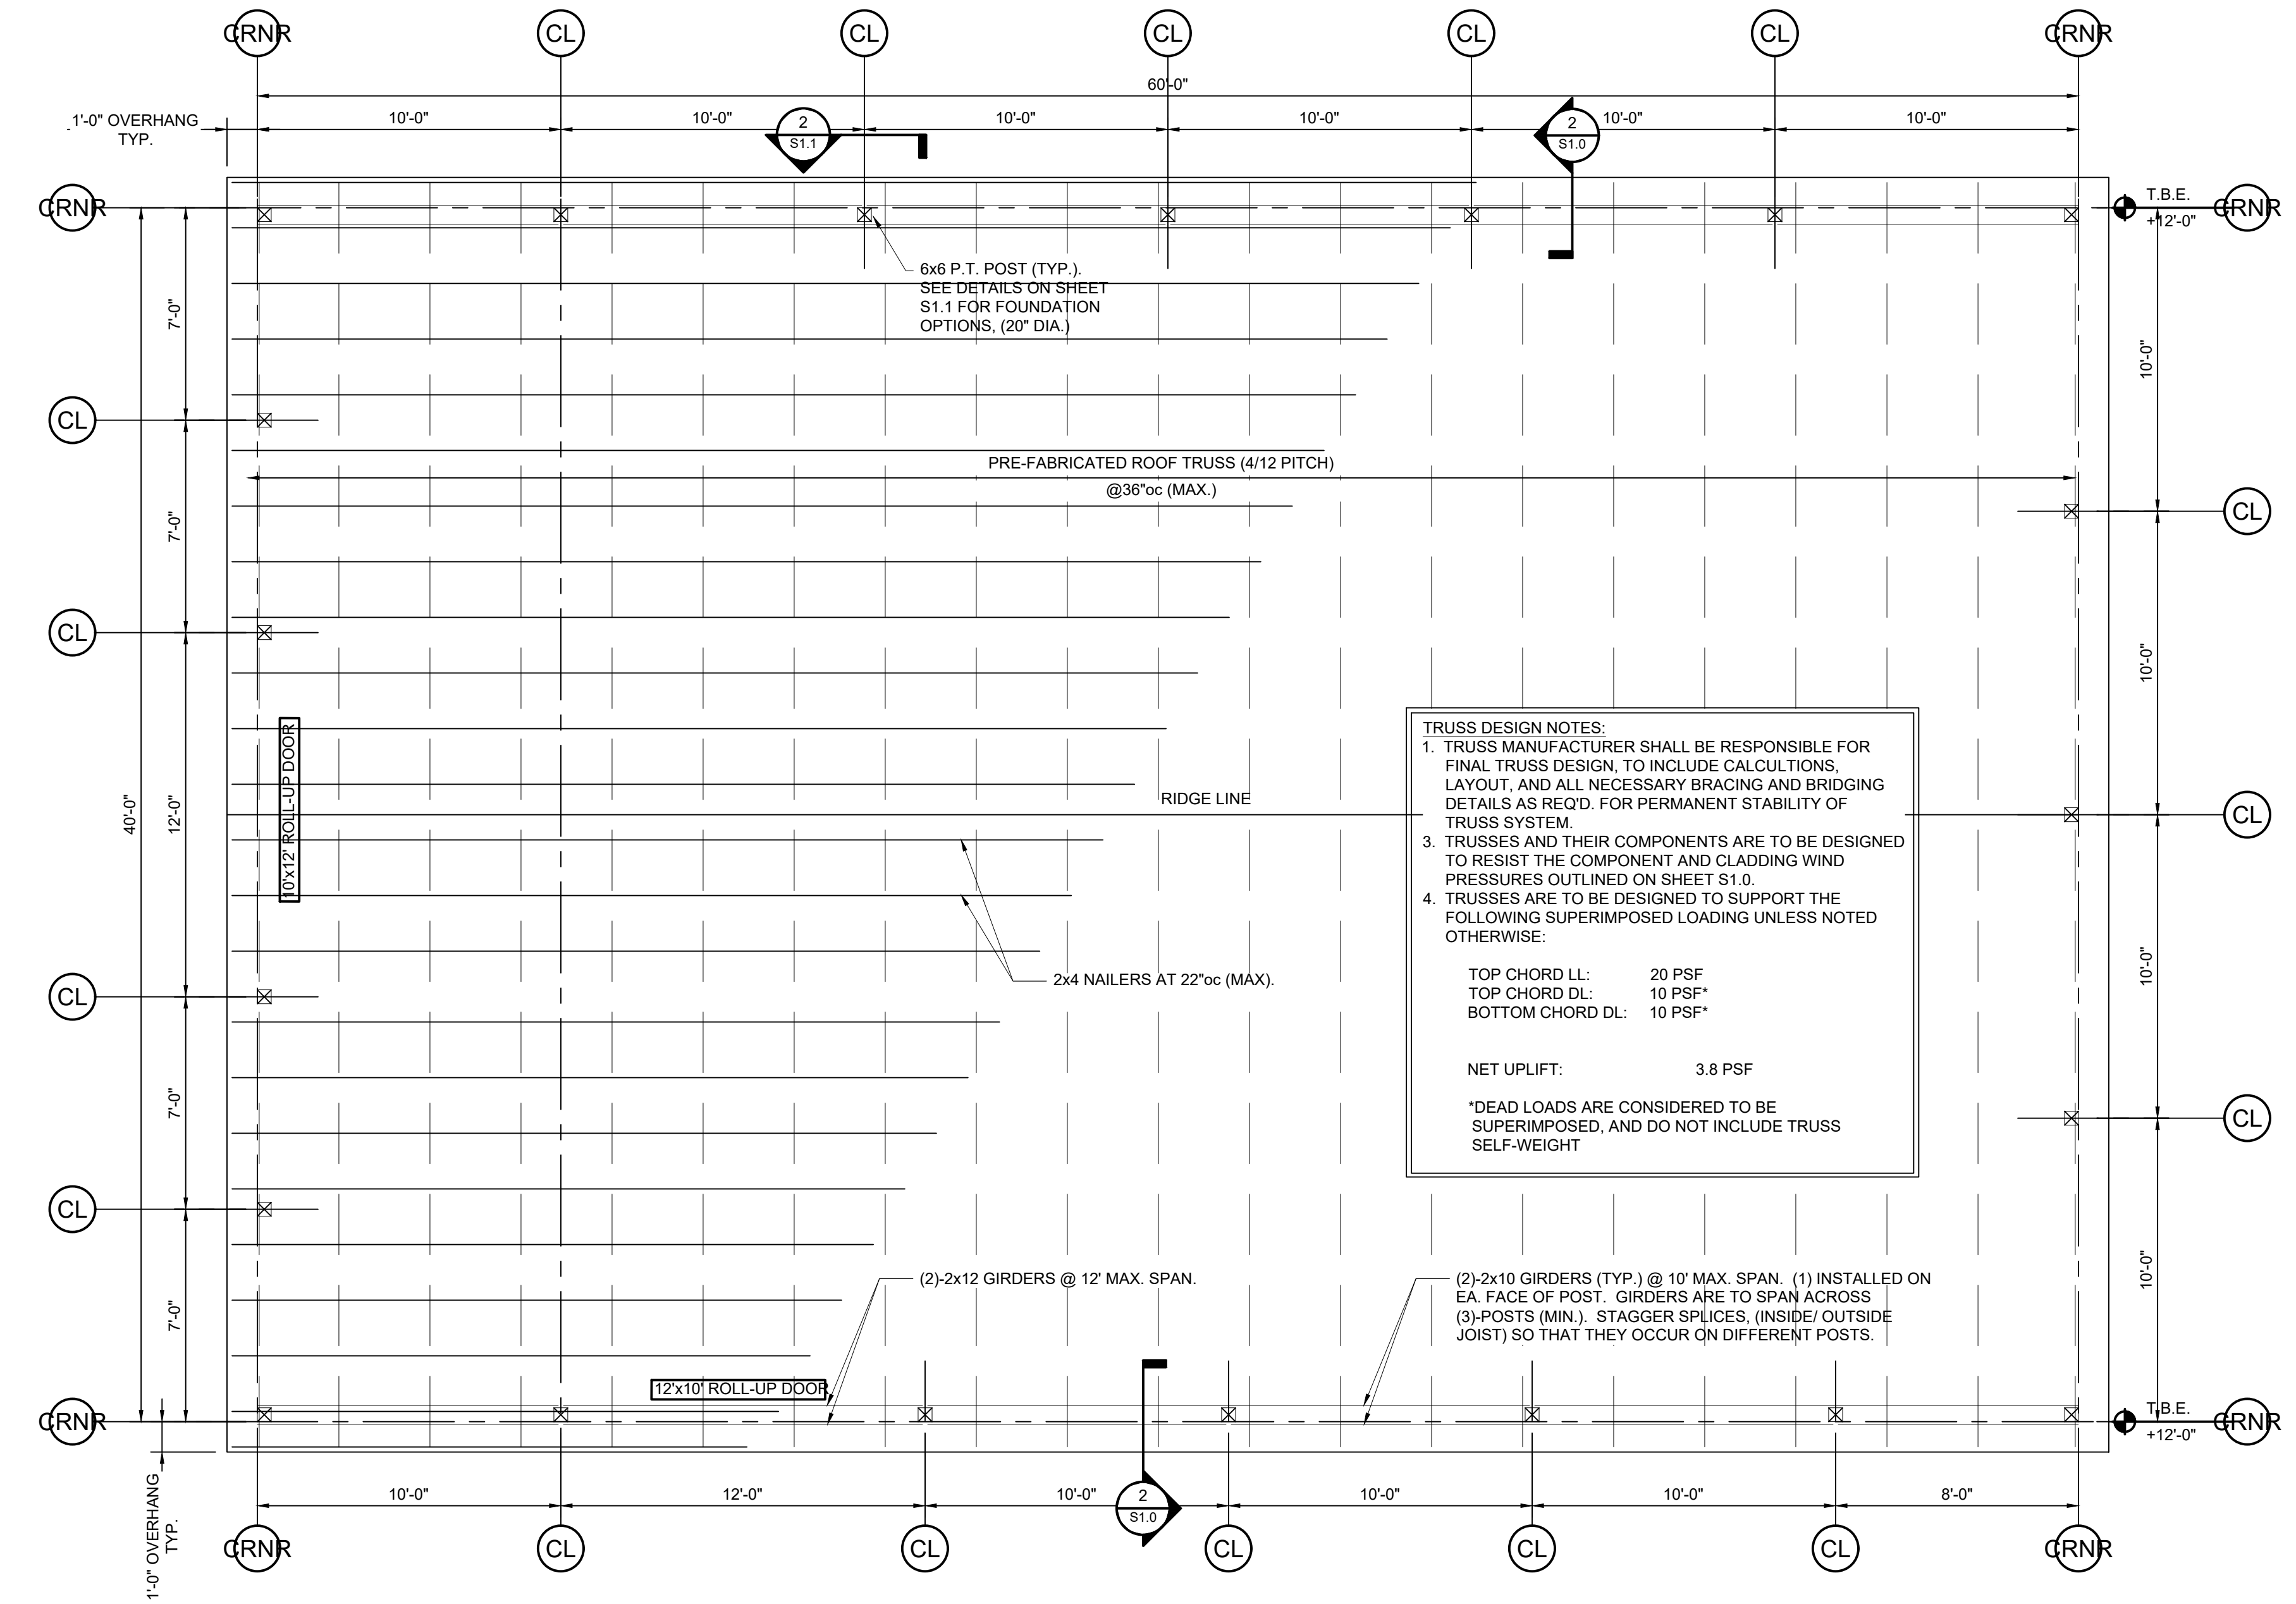 CRNR CL CL CL CL CL CRNR
60'-0"
1'-0" OVERHANG
TYP.
10'-0" 10'-0" 10'-0" 10'-0" 10'-0" 10'-0"
2
S1.1
2
S1.0
CRNR
T.B.E.
+12'-0"
CRNR
6x6 P.T. POST (TYP.).
SEE DETAILS ON SHEET
S1.1 FOR FOUNDATION
OPTIONS, (20" DIA.)
7'-0"
10'-0"
CL
PRE-FABRICATED ROOF TRUSS (4/12 PITCH)
@36"oc (MAX.)
CL
7'-0"
CL
10'-0"
10'x12' ROLL-UP DOOR
40'-0"
12'-0"
RIDGE LINE
CL
TRUSS DESIGN NOTES:
1. TRUSS MANUFACTURER SHALL BE RESPONSIBLE FOR
FINAL TRUSS DESIGN, TO INCLUDE CALCULTIONS,
LAYOUT, AND ALL NECESSARY BRACING AND BRIDGING
DETAILS AS REQ'D. FOR PERMANENT STABILITY OF
TRUSS SYSTEM.
3. TRUSSES AND THEIR COMPONENTS ARE TO BE DESIGNED
TO RESIST THE COMPONENT AND CLADDING WIND
PRESSURES OUTLINED ON SHEET S1.0.
4. TRUSSES ARE TO BE DESIGNED TO SUPPORT THE
FOLLOWING SUPERIMPOSED LOADING UNLESS NOTED
OTHERWISE:
TOP CHORD LL: 20 PSF
TOP CHORD DL: 10 PSF*
BOTTOM CHORD DL: 10 PSF*
NET UPLIFT: 3.8 PSF
*DEAD LOADS ARE CONSIDERED TO BE
SUPERIMPOSED, AND DO NOT INCLUDE TRUSS
SELF-WEIGHT
2x4 NAILERS AT 22"oc (MAX).
10'-0"
CL
7'-0"
CL
CL
10'-0"
7'-0"
(2)-2x12 GIRDERS @ 12' MAX. SPAN.
(2)-2x10 GIRDERS (TYP.) @ 10' MAX. SPAN. (1) INSTALLED ON
EA. FACE OF POST. GIRDERS ARE TO SPAN ACROSS
(3)-POSTS (MIN.). STAGGER SPLICES, (INSIDE/ OUTSIDE
JOIST) SO THAT THEY OCCUR ON DIFFERENT POSTS.
12'x10' ROLL-UP DOOR
CRNR
T.B.E.
+12'-0"
CRNR
1'-0" OVERHANG
TYP.
10'-0" 12'-0" 10'-0" 10'-0" 10'-0" 8'-0"
2
S1.0
CRNR CL CL CL CL CL CRNR